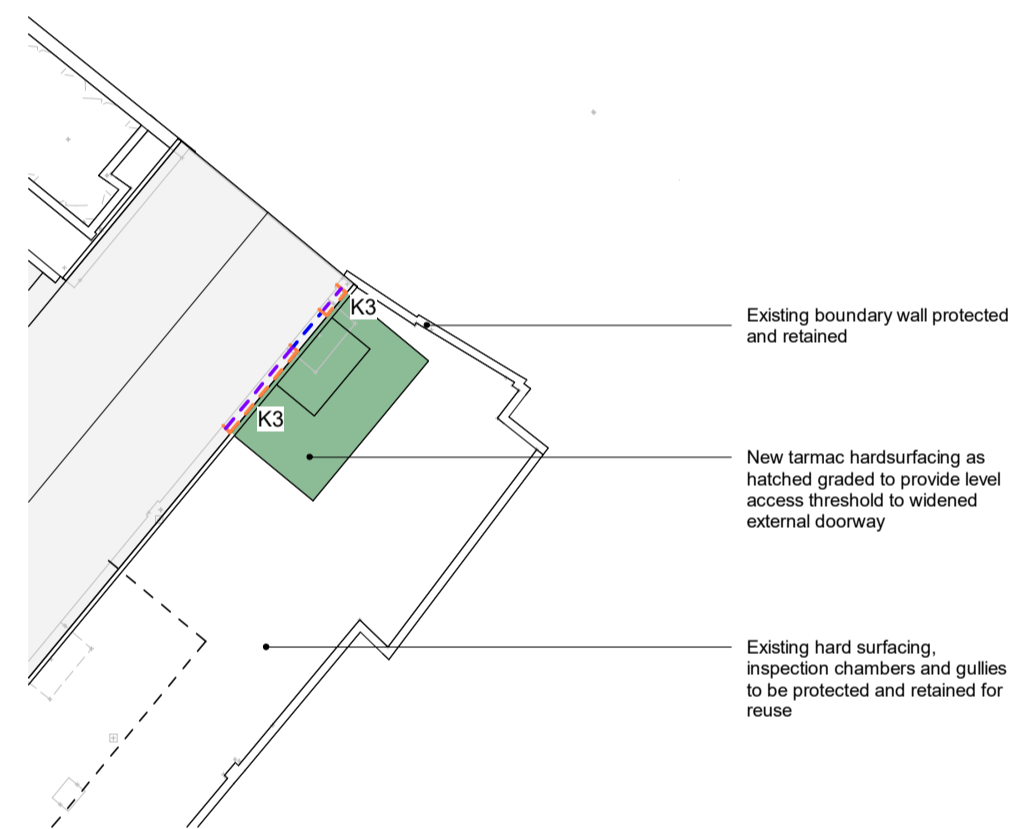 K3
Existing boundary wall protected
and retained
K3
New tarmac hardsurfacing as
hatched graded to provide level
access threshold to widened
external doorway
Existing hard surfacing,
inspection chambers and gullies
to be protected and retained for
reuse